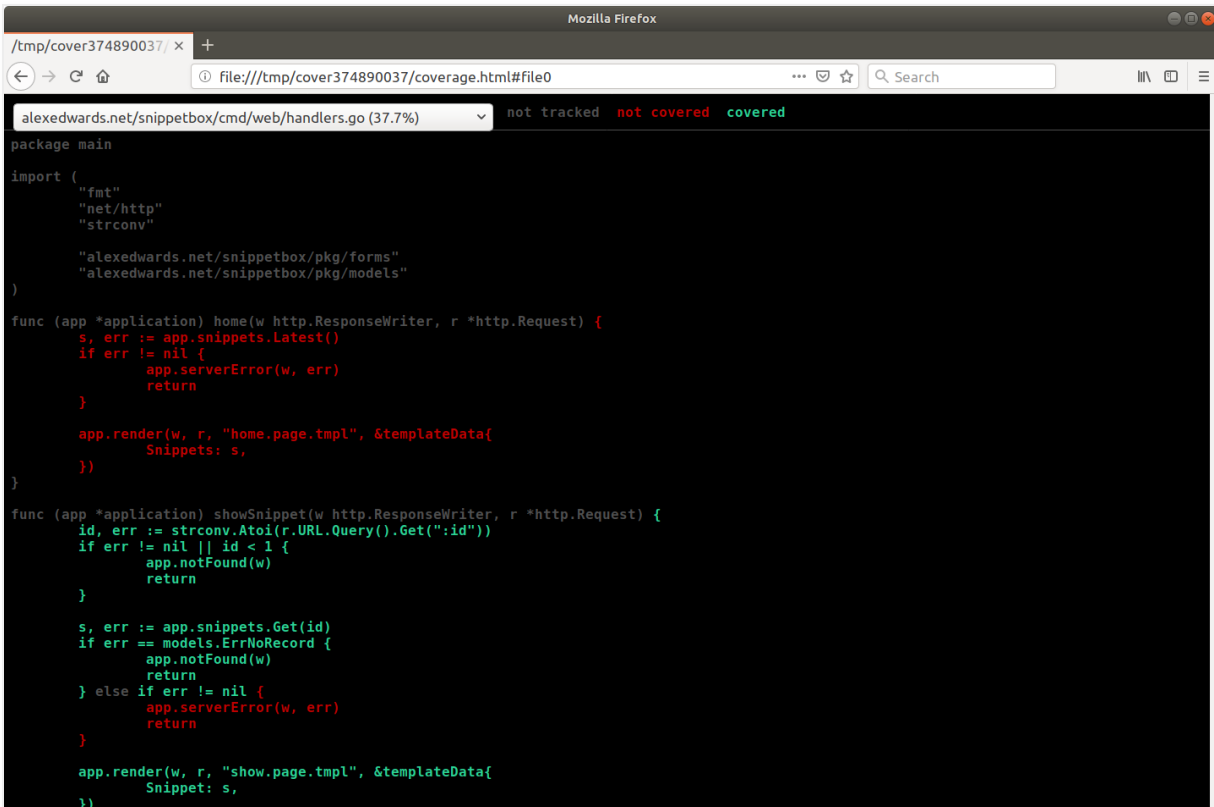 Mozilla Firefox
/tmp/cover374890037/
file:///tmp/cover374890037/coverage.html#file0
Search
alexedwards.net/snippetbox/cmd/web/handlers.go (37.7%)
not tracked not covered covered
package main
import (
"fmt"
"net/http"
"strconv"
"alexedwards.net/snippetbox/pkg/forms"
"alexedwards.net/snippetbox/pkg/models"
)
func (app *application) home(w http.ResponseWriter, r *http.Request) {
s, err := app.snippets.Latest()
if err != nil {
app.serverError(w, err)
return
}
app.render(w, r, "home.page.tmpl", &templateData{
Snippets: s,
})
}
func (app *application) showSnippet(w http.ResponseWriter, r *http.Request) {
id, err := strconv.Atoi(r.URL.Query().Get(":id"))
if err != nil || id < 1 {
app.notFound(w)
return
}
s, err := app.snippets.Get(id)
if err == models.ErrNoRecord {
app.notFound(w)
return
} else if err != nil {
app.serverError(w, err)
return
}
app.render(w, r, "show.page.tmpl", &templateData{
Snippet: s,
})